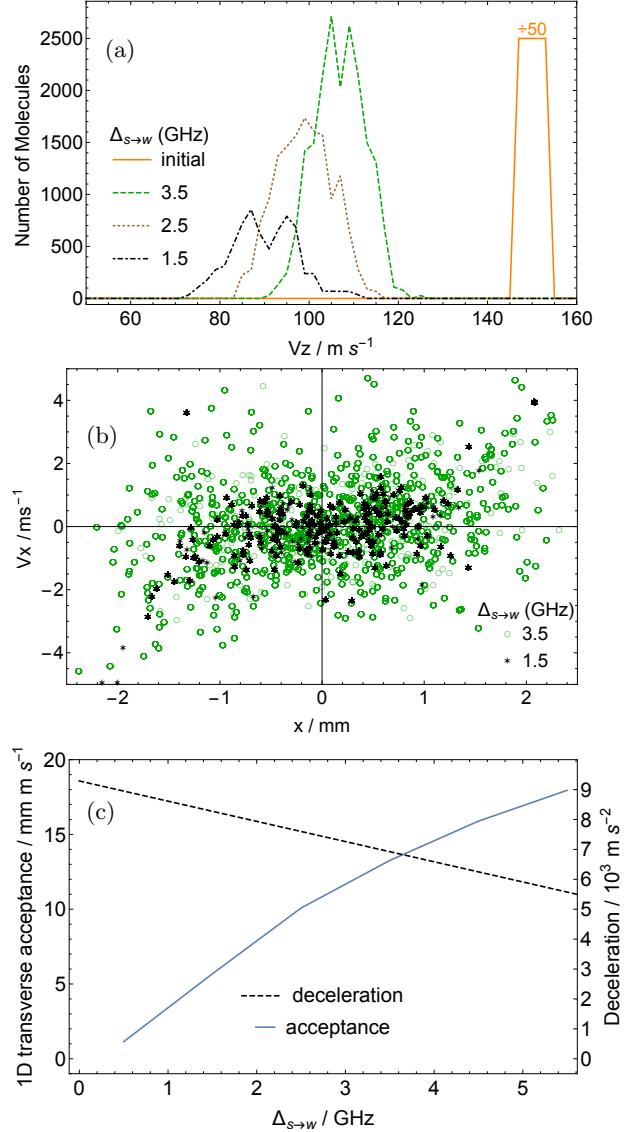 (a)
÷50
2500
2000
1500
1000
500
0
Number of Molecules
Δs→w (GHz)
initial
3.5
2.5
1.5
60 80 100 120 140 160
Vz / m s⁻¹
(b)
4
2
0
−2
−4
Vx / ms⁻¹
Δs→w (GHz)
3.5
1.5
−2 −1 0 1 2
x / mm
(c)
20
15
10
5
0
1D transverse acceptance / mm m s⁻¹
9
8
7
6
5
4
3
2
1
0
Deceleration / 10³ m s⁻²
deceleration
acceptance
0 1 2 3 4 5
Δs→w / GHz